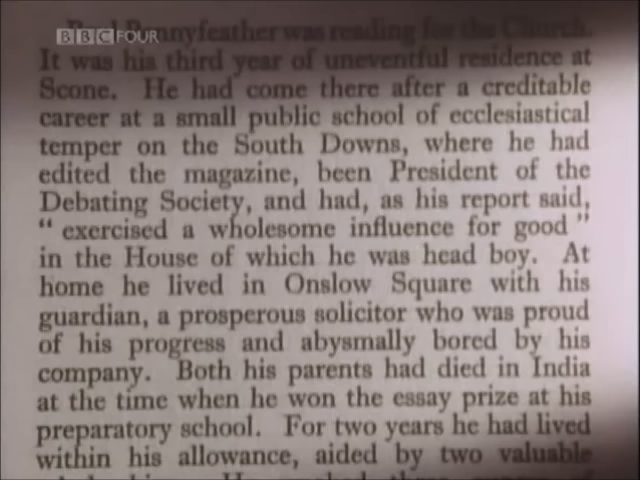 BBC FOUR
Paul Pennyfeather was reading for the Church.
It was his third year of uneventful residence at
Scone. He had come there after a creditable
career at a small public school of ecclesiastical
temper on the South Downs, where he had
edited the magazine, been President of the
Debating Society, and had, as his report said,
“ exercised a wholesome influence for good ”
in the House of which he was head boy. At
home he lived in Onslow Square with his
guardian, a prosperous solicitor who was proud
of his progress and abysmally bored by his
company. Both his parents had died in India
at the time when he won the essay prize at his
preparatory school. For two years he had lived
within his allowance, aided by two valuable